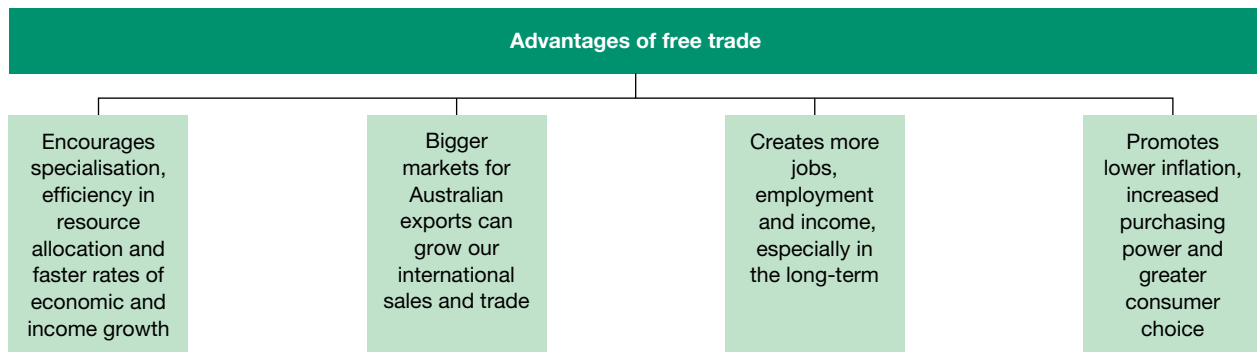 Advantages of free trade
Encourages
specialisation,
efficiency in
resource
allocation and
faster rates of
economic and
income growth
Bigger
markets for
Australian
exports can
grow our
international
sales and trade
Creates more
jobs,
employment
and income,
especially in
the long-term
Promotes
lower inflation,
increased
purchasing
power and
greater
consumer
choice